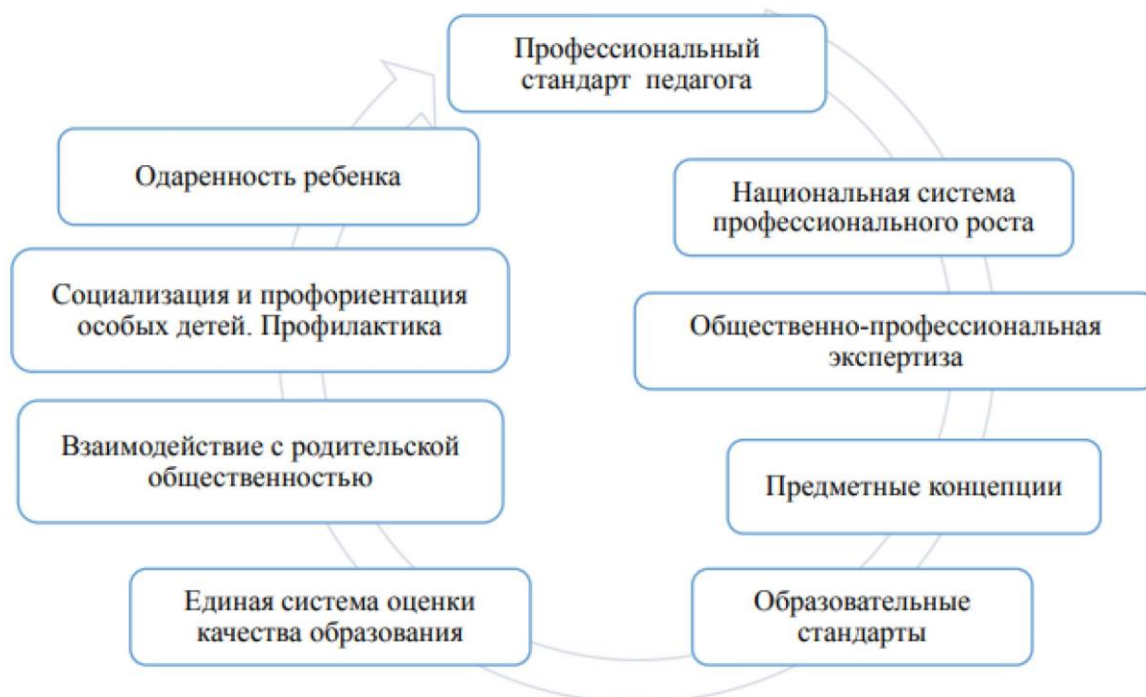 Профессиональный
стандарт педагога
Национальная система
профессионального роста
Общественно-профессиональная
экспертиза
Предметные концепции
Образовательные
стандарты
Единая система оценки
качества образования
Взаимодействие с родительской
общественностью
Социализация и профориентация
особых детей. Профилактика
Одаренность ребенка